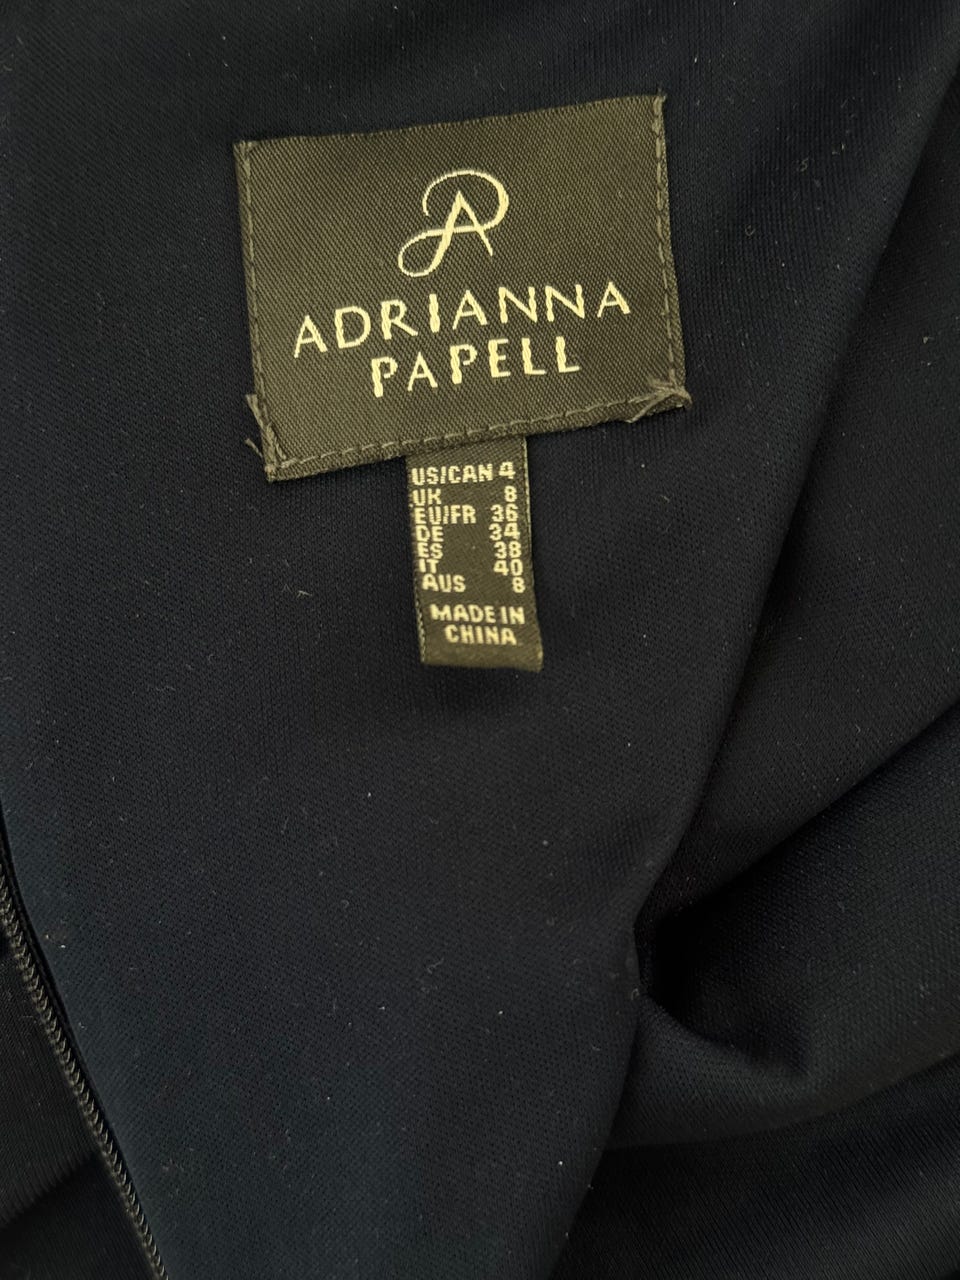 AP
ADRIANNA
PAPELL
US/CAN 4
UK 8
EU/FR 36
DE 34
ES 38
IT 40
AUS 8
MADE IN
CHINA